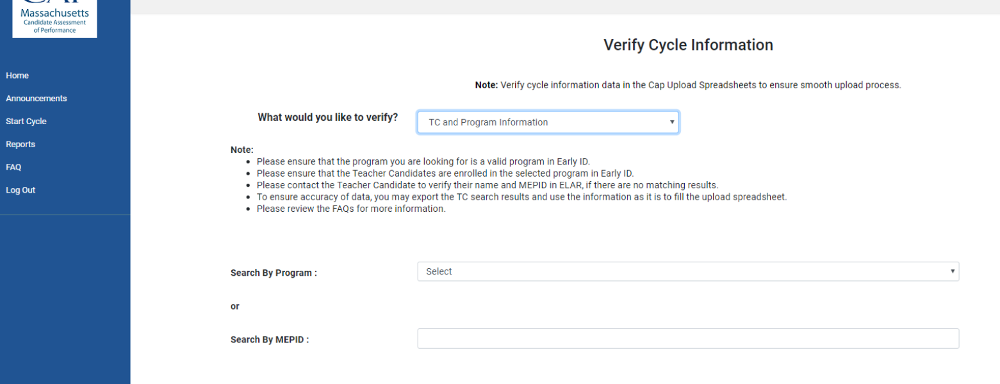 Massachusetts
Candidate Assessment
of Performance
Home
Announcements
Start Cycle
Reports
FAQ
Log Out
Verify Cycle Information
Note: Verify cycle information data in the Cap Upload Spreadsheets to ensure smooth upload process.
What would you like to verify?
TC and Program Information
Note:
Please ensure that the program you are looking for is a valid program in Early ID.
Please ensure that the Teacher Candidates are enrolled in the selected program in Early ID.
Please contact the Teacher Candidate to verify their name and MEPID in ELAR, if there are no matching results.
To ensure accuracy of data, you may export the TC search results and use the information as it is to fill the upload spreadsheet.
Please review the FAQs for more information.
Search By Program :
Select
or
Search By MEPID :